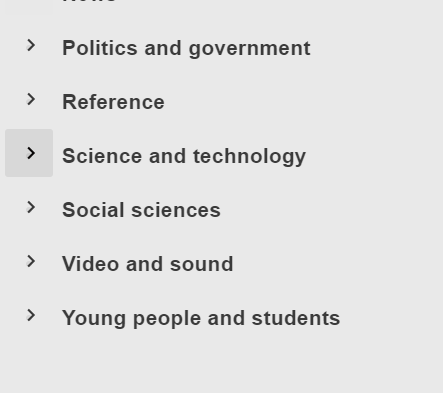 Politics and government
Reference
Science and technology
Social sciences
Video and sound
Young people and students